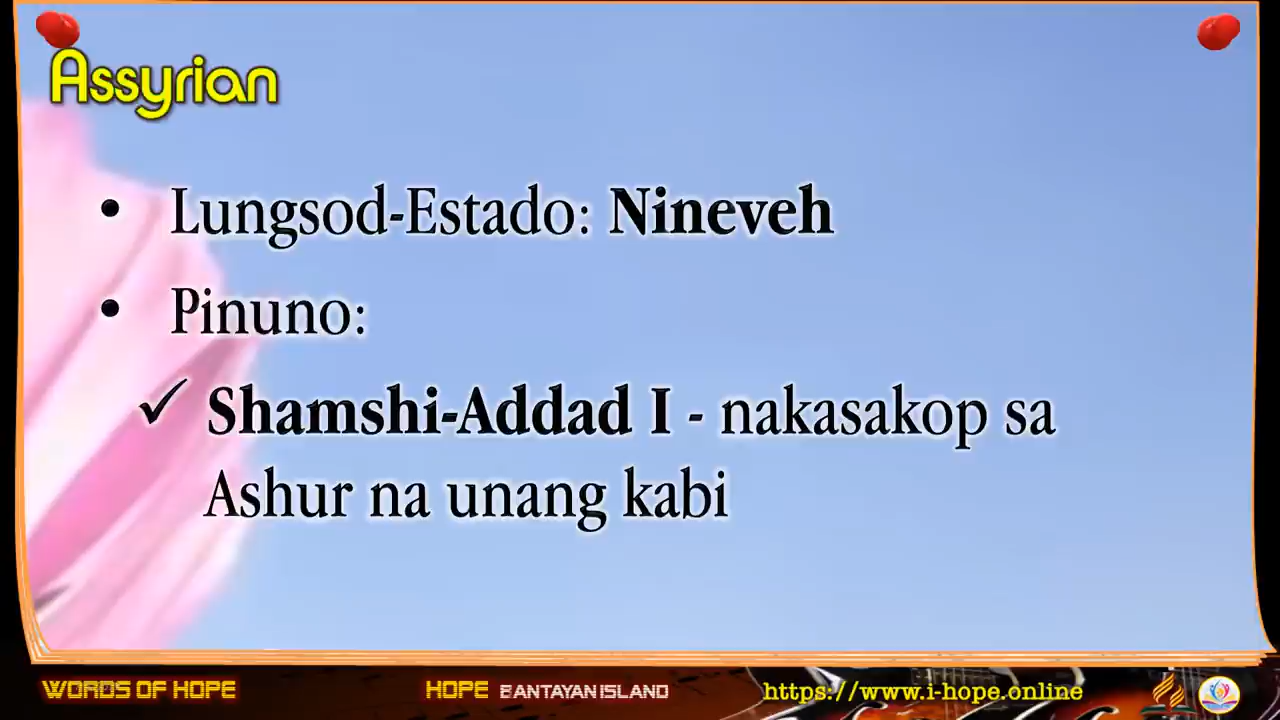 Assyrian
• Lungsod-Estado: Nineveh
• Pinuno:
✓ Shamshi-Addad I - nakasakop sa
Ashur na unang kabi
WORDS OF HOPE
HOPE BANTAYAN ISLAND
https://www.i-hope.online